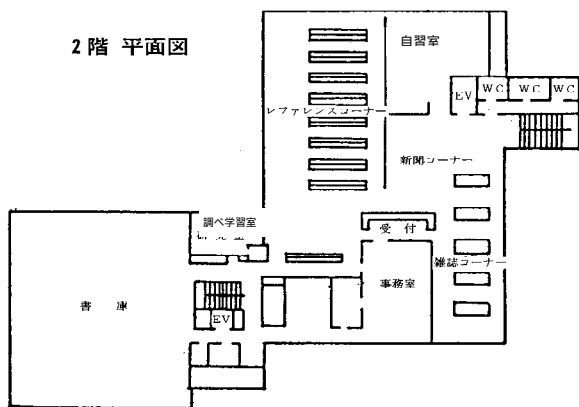 2階 平面図
自習室
EV
WC
WC
WC
レファレンスコーナー
新聞コーナー
調べ学習室
受付
雑誌コーナー
事務室
書庫
EV